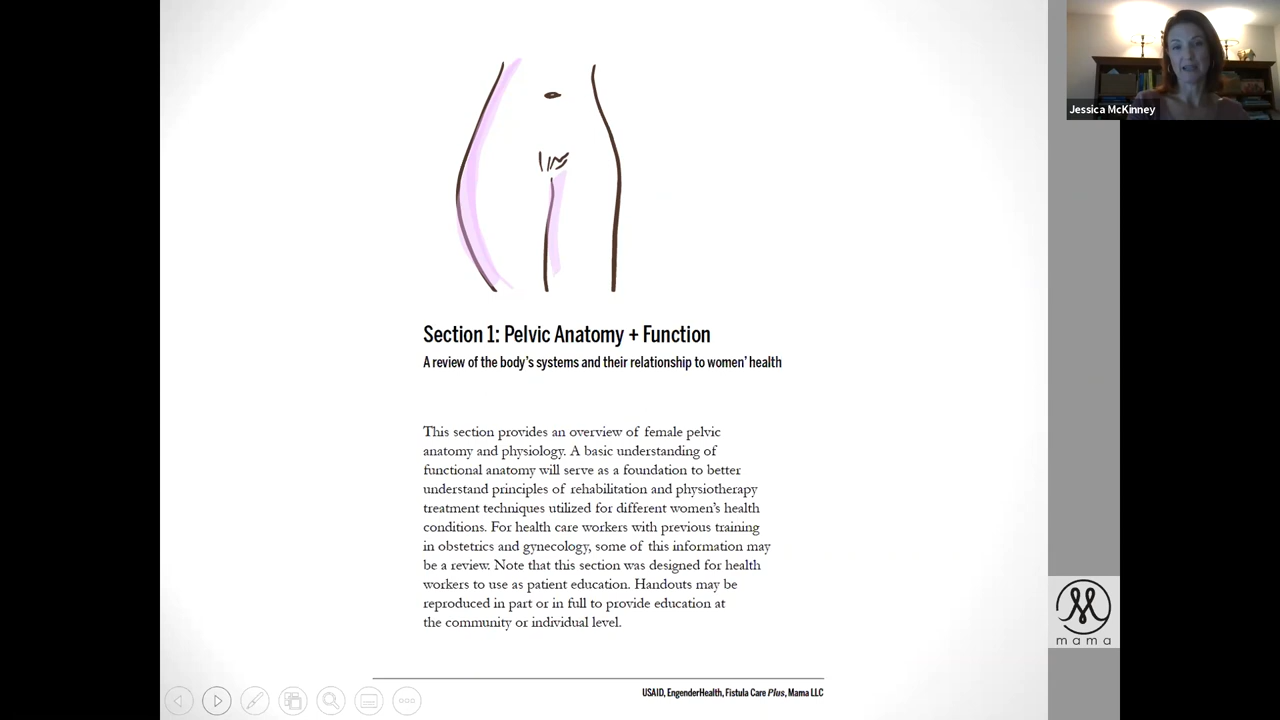 Jessica McKinney
Section 1: Pelvic Anatomy + Function
A review of the body's systems and their relationship to women' health
This section provides an overview of female pelvic
anatomy and physiology. A basic understanding of
functional anatomy will serve as a foundation to better
understand principles of rehabilitation and physiotherapy
treatment techniques utilized for different women's health
conditions. For health care workers with previous training
in obstetrics and gynecology, some of this information may
be a review. Note that this section was designed for health
workers to use as patient education. Handouts may be
reproduced in part or in full to provide education at
the community or individual level.
mama
USAID, EngenderHealth, Fistula Care Plus, Mama LLC